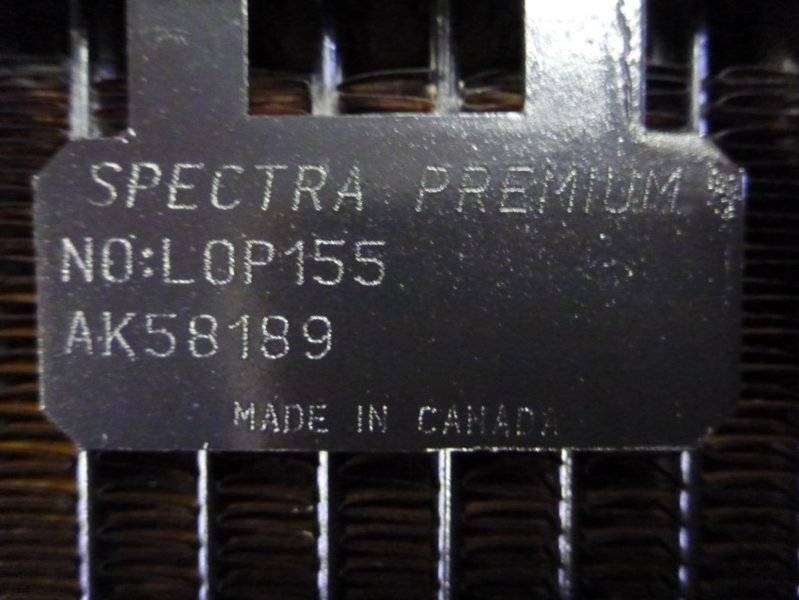 SPECTRA PREMIUM
NO:LOP155
AK58189
MADE IN CANADA